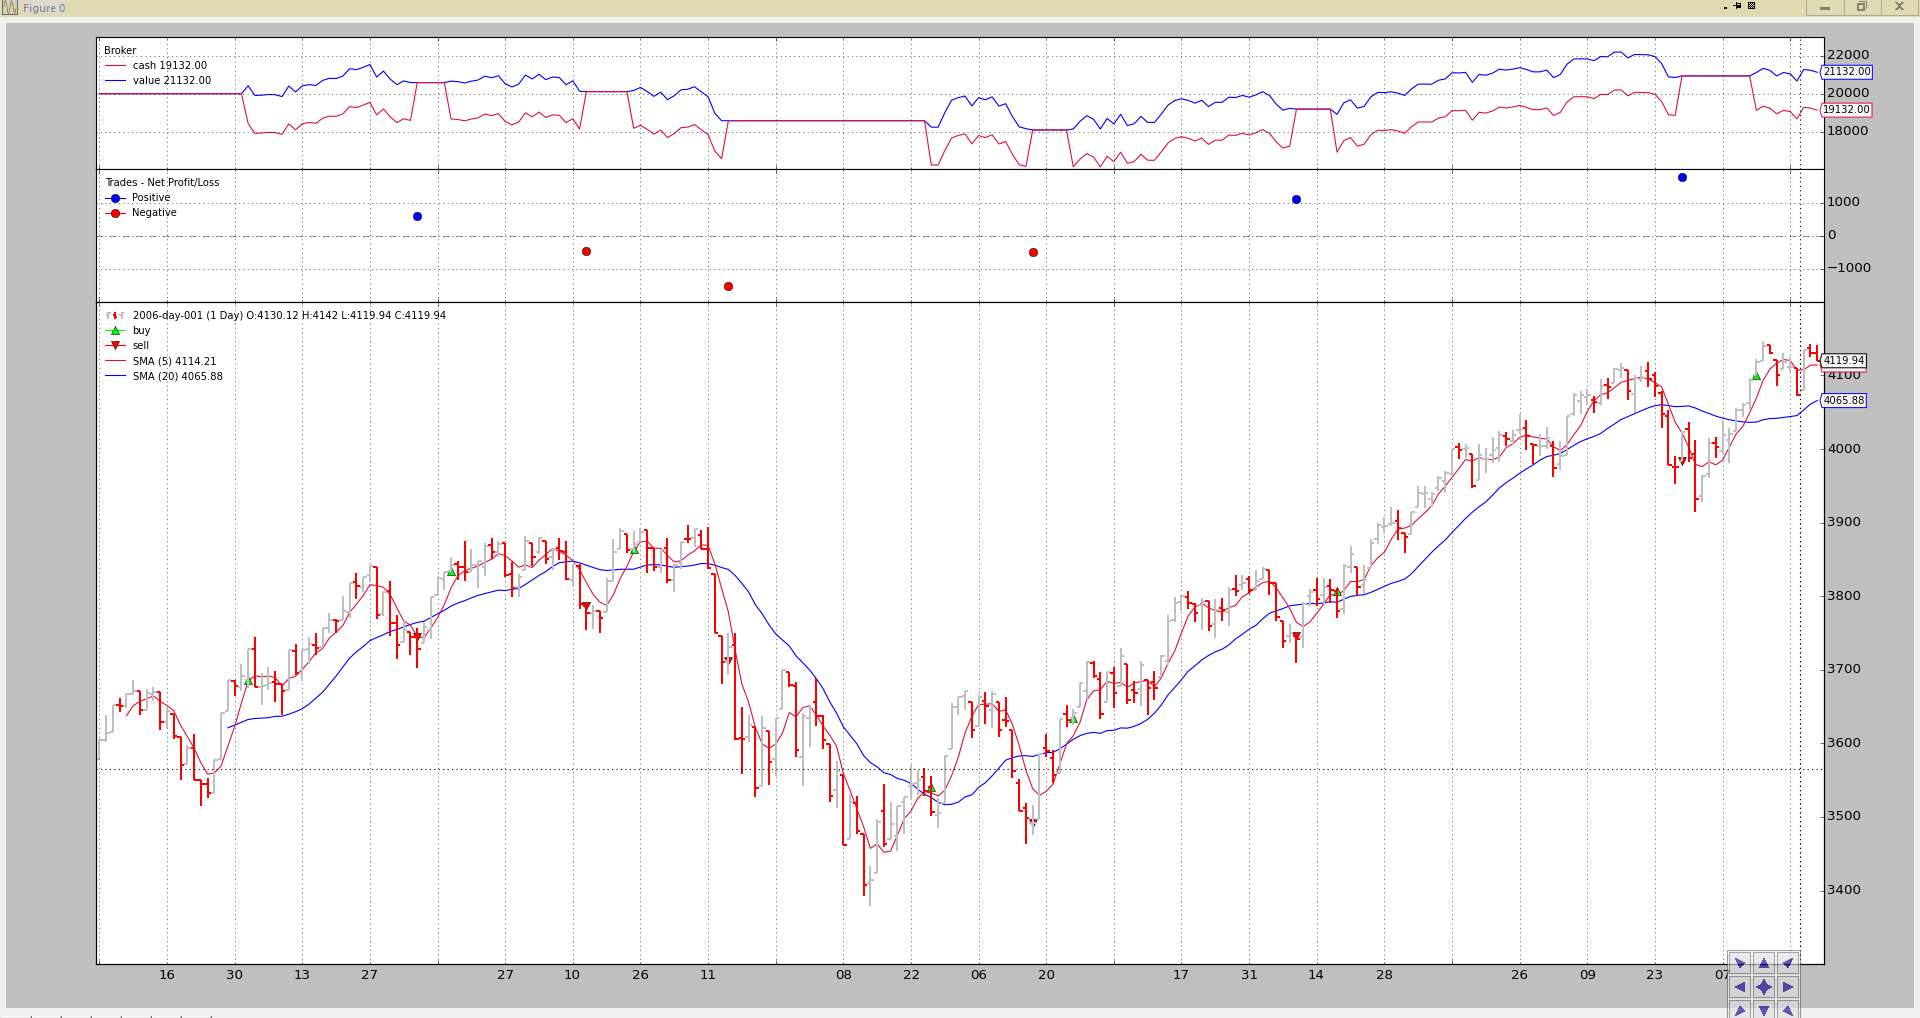 Figure 0
Broker
cash 19132.00
value 21132.00
22000
21132.00
20000
19132.00
18000
Trades - Net Profit/Loss
Positive
Negative
1000
0
−1000
2006-day-001 (1 Day) O:4130.12 H:4142 L:4119.94 C:4119.94
buy
sell
SMA (5) 4114.21
SMA (20) 4065.88
4119.94
4100
4065.88
4000
3900
3800
3700
3600
3500
3400
16 30 13 27 27 10 26 11 08 22 06 20 17 31 14 28 26 09 23 07